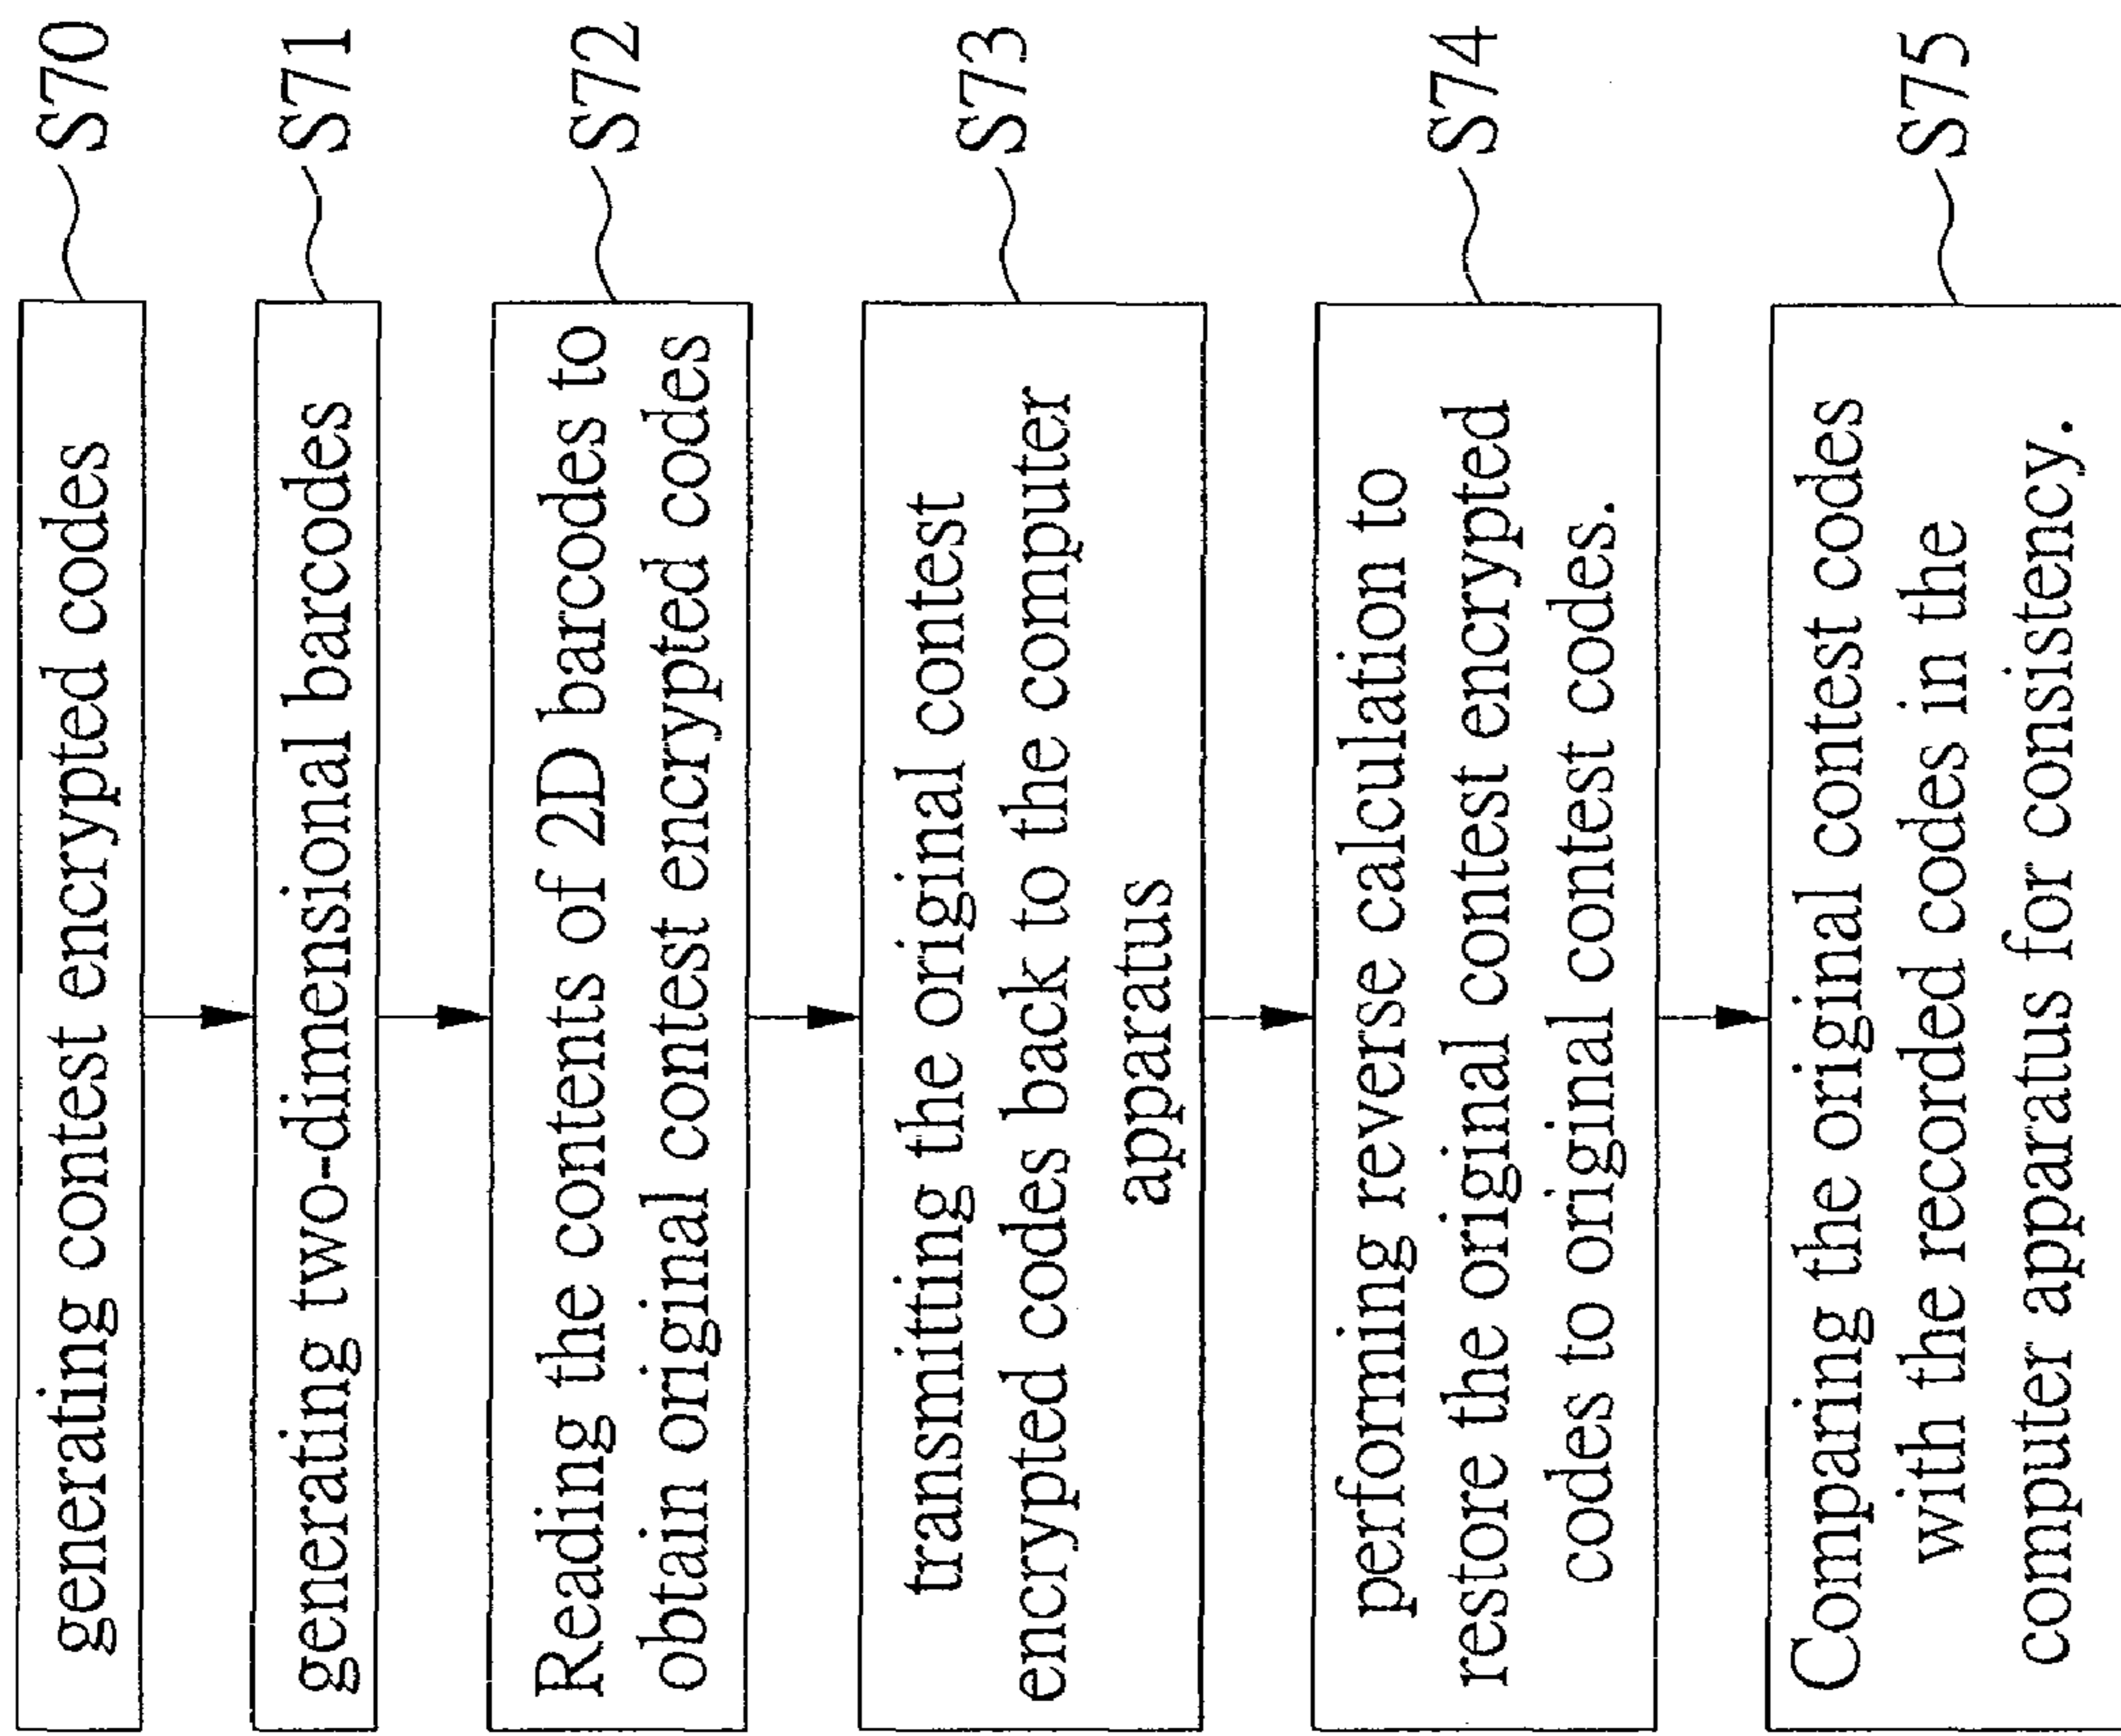 generating contest encrypted codes
S70
generating two-dimensional barcodes
S71
Reading the contents of 2D barcodes to
obtain original contest encrypted codes
S72
transmitting the original contest
encrypted codes back to the computer
apparatus
S73
performing reverse calculation to
restore the original contest encrypted
codes to original contest codes.
S74
Comparing the original contest codes
with the recorded codes in the
computer apparatus for consistency.
S75